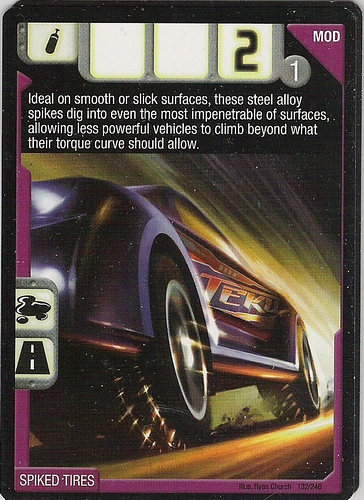 MOD
2
1
Ideal on smooth or slick surfaces, these steel alloy
spikes dig into even the most impenetrable of surfaces,
allowing less powerful vehicles to climb beyond what
their torque curve should allow.
TEKU
SPIKED TIRES
Illus. Ryan Church 132/246